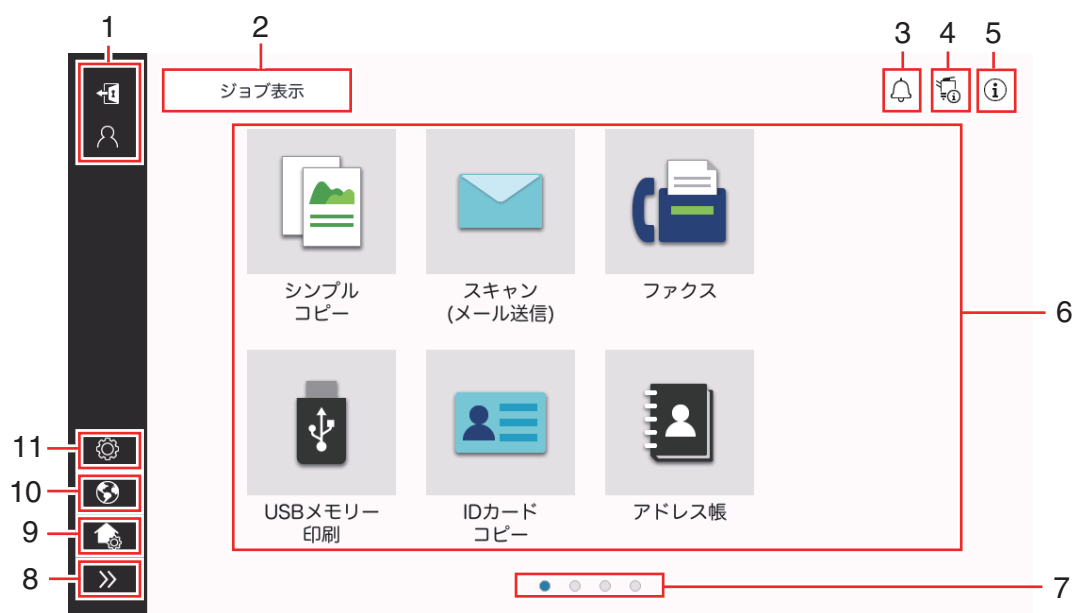 1
2
3
4
5
ジョブ表示
シンプル
コピー
スキャン
(メール送信)
ファクス
6
USBメモリー
印刷
IDカード
コピー
アドレス帳
11
10
9
8
7